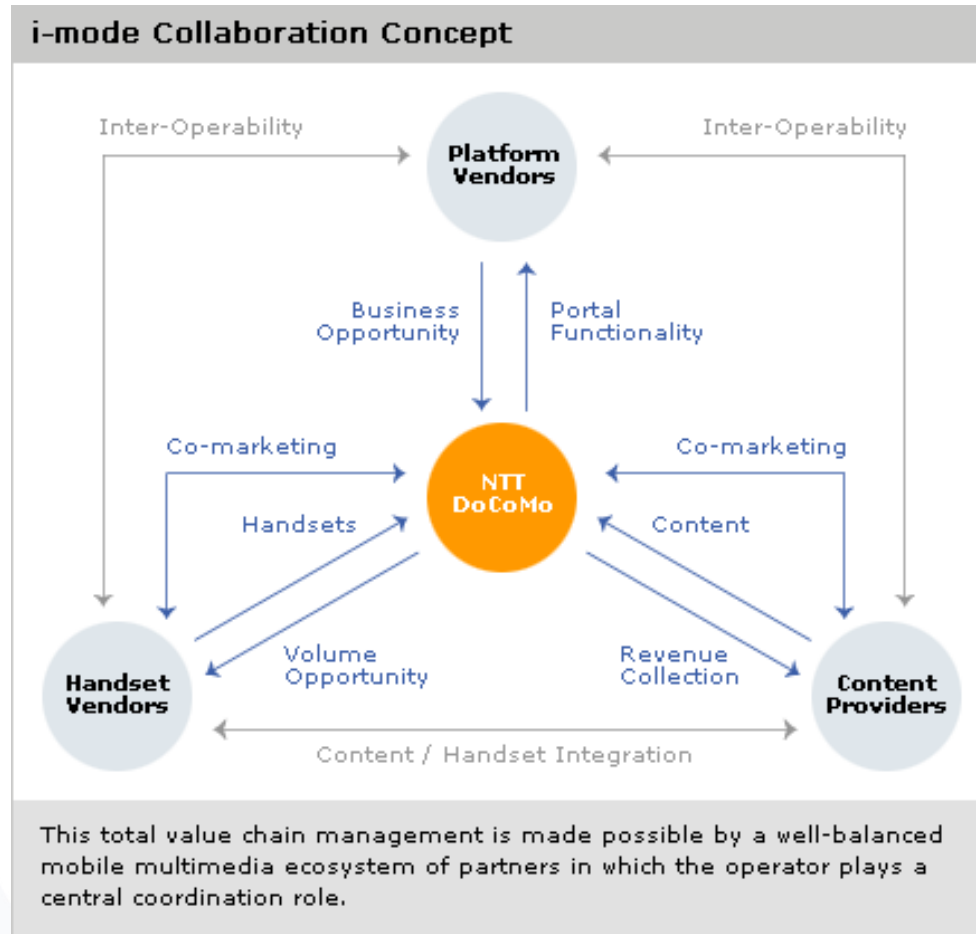 i-mode Collaboration Concept
Inter-Operability
Inter-Operability
Platform
Vendors
Business
Opportunity
Portal
Functionality
Co-marketing
Co-marketing
NTT
DoCoMo
Handsets
Content
Volume
Opportunity
Revenue
Collection
Handset
Vendors
Content
Providers
Content / Handset Integration
This total value chain management is made possible by a well-balanced
mobile multimedia ecosystem of partners in which the operator plays a
central coordination role.